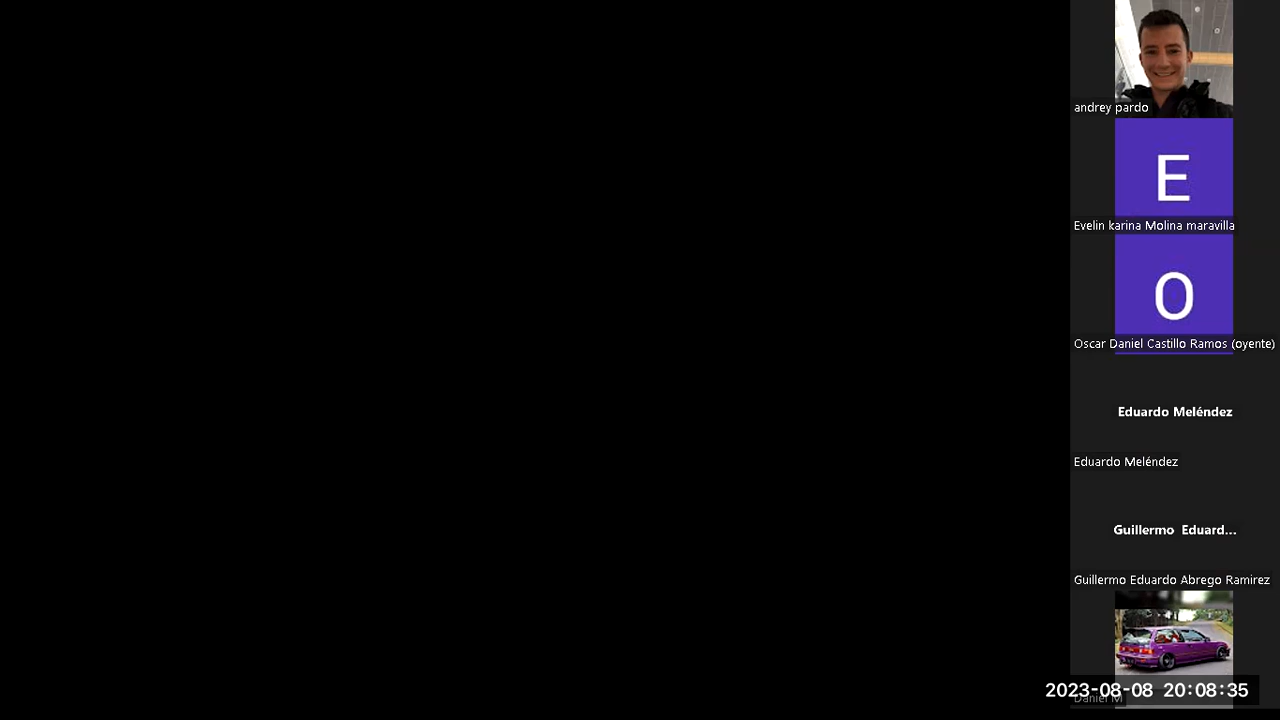 andrey pardo
E
Evelin karina Molina maravilla
O
Oscar Daniel Castillo Ramos (oyente)
Eduardo Meléndez
Eduardo Meléndez
Guillermo Eduard...
Guillermo Eduardo Abrego Ramirez
2023-08-08 20:08:35
Daniel M